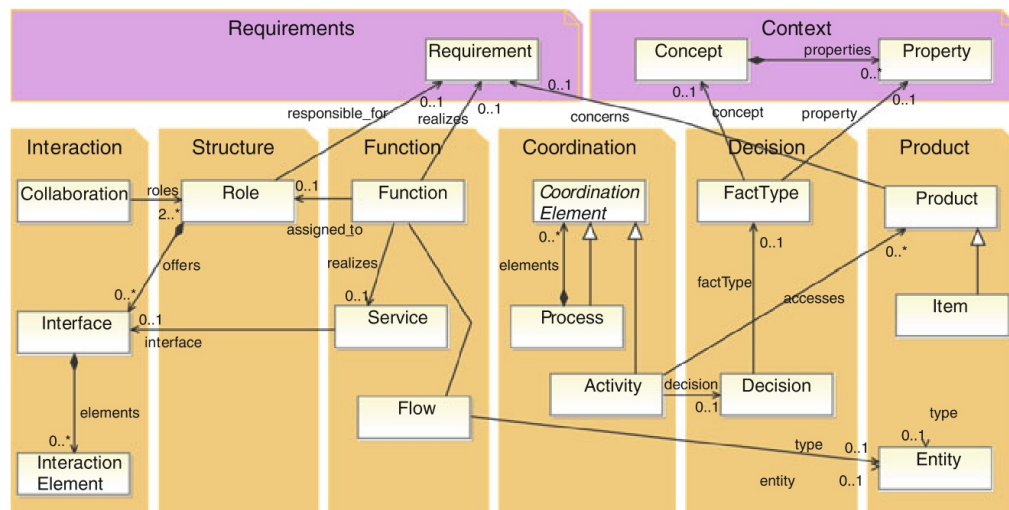 Requirements
Context
Requirement
Concept
properties
Property
0..*
0..1
0..1
0..1
0..1
0..1
responsible_for
realizes
concerns
concept
property
Interaction
Structure
Function
Coordination
Decision
Product
Collaboration
roles
2..*
Role
0..1
Function
assigned_to
Coordination
Element
FactType
Product
0..*
0..1
0..*
offers
realizes
elements
factType
accesses
0..*
0..1
0..1
Interface
interface
Service
Process
Item
Activity
decision
0..1
Decision
elements
0..*
Flow
type
0..1
type
0..1
entity
0..1
Entity
Interaction
Element